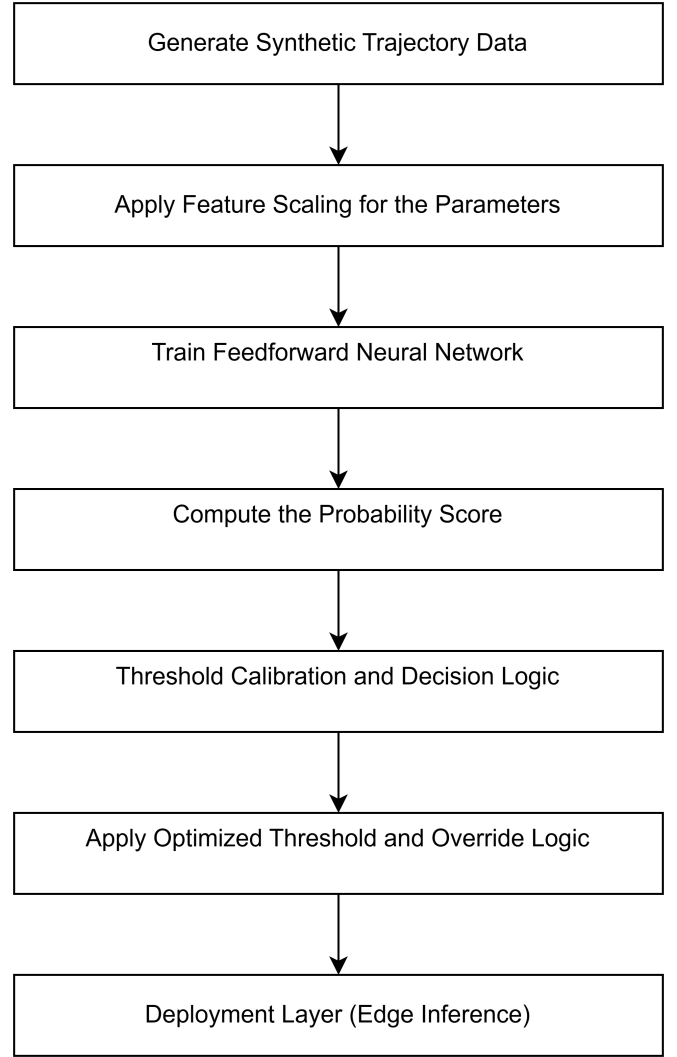 Generate Synthetic Trajectory Data
Apply Feature Scaling for the Parameters
Train Feedforward Neural Network
Compute the Probability Score
Threshold Calibration and Decision Logic
Apply Optimized Threshold and Override Logic
Deployment Layer (Edge Inference)